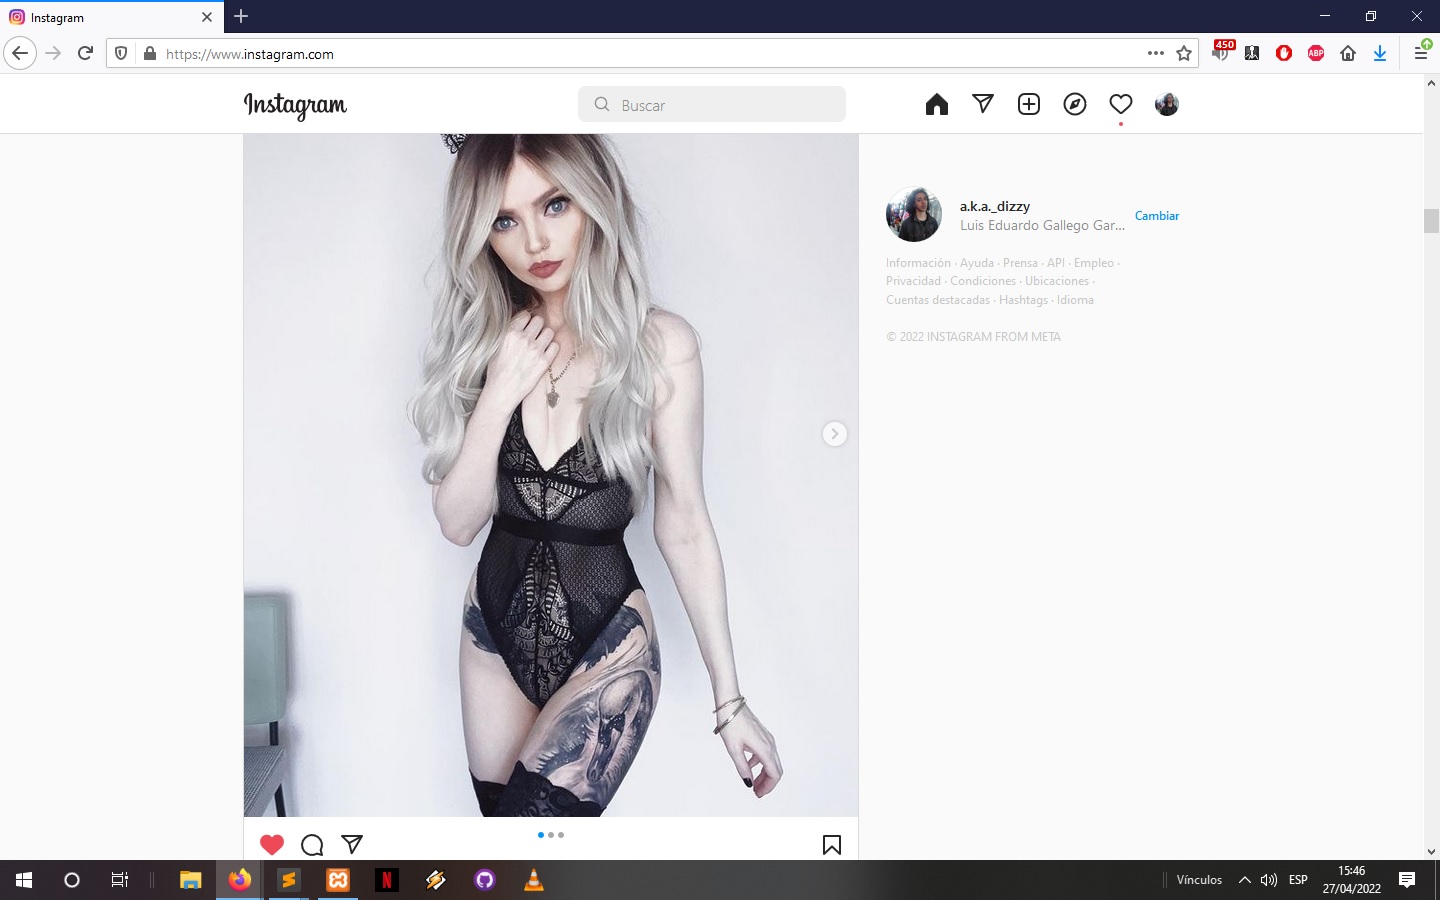 Instagram
https://www.instagram.com
450
ABP
Instagram
Buscar
a.k.a._dizzy
Luis Eduardo Gallego Gar...
Cambiar
Información · Ayuda · Prensa · API · Empleo ·
Privacidad · Condiciones · Ubicaciones ·
Cuentas destacadas · Hashtags · Idioma
© 2022 INSTAGRAM FROM META
Vínculos
ESP
15:46
27/04/2022